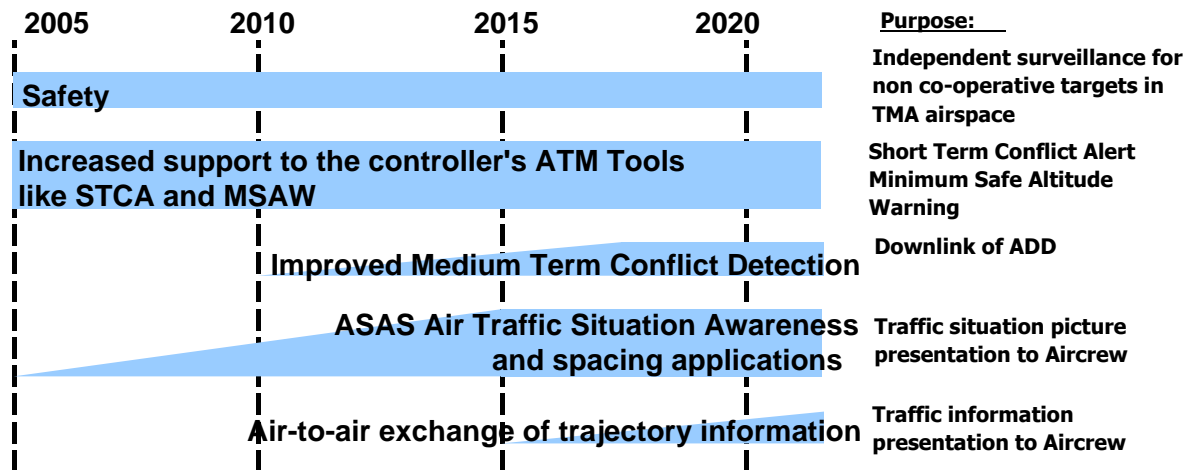 2005 2010 2015 2020 Purpose:
Safety
Independent surveillance for
non co-operative targets in
TMA airspace
Increased support to the controller's ATM Tools
like STCA and MSAW
Short Term Conflict Alert
Minimum Safe Altitude
Warning
Improved Medium Term Conflict Detection
Downlink of ADD
ASAS Air Traffic Situation Awareness
and spacing applications
Traffic situation picture
presentation to Aircrew
Air-to-air exchange of trajectory information
Traffic information
presentation to Aircrew